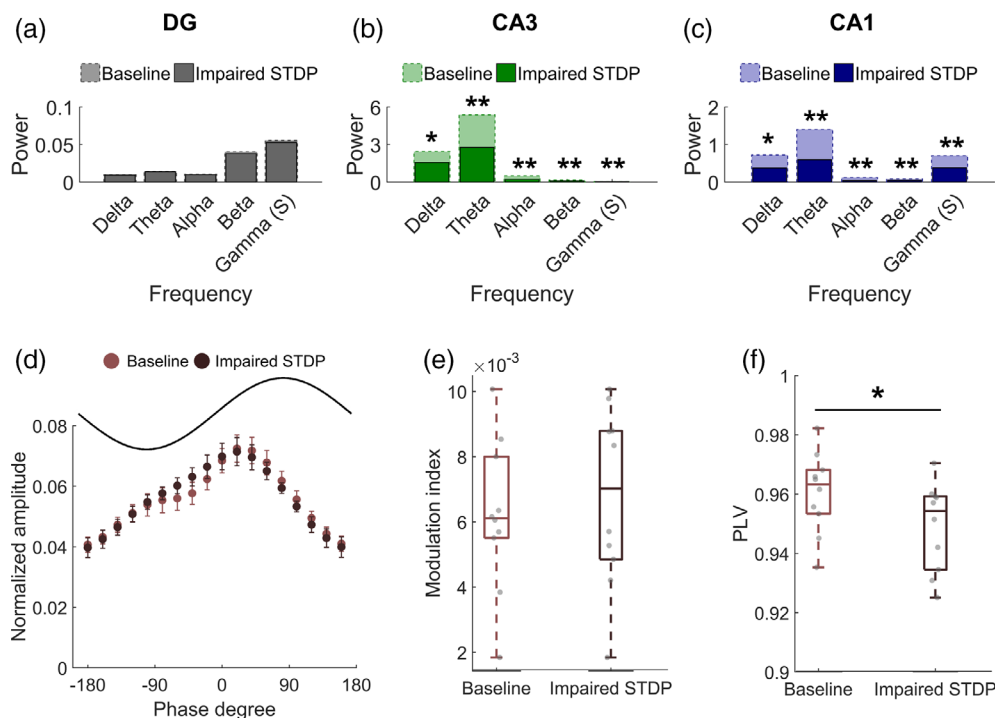 (a) DG
Baseline Impaired STDP
Power
0.1
0.05
0
Delta
Theta
Alpha
Beta
Gamma (S)
Frequency
(b) CA3
Baseline Impaired STDP
Power
6
3
0
*
**
**
**
**
Delta
Theta
Alpha
Beta
Gamma (S)
Frequency
(c) CA1
Baseline Impaired STDP
Power
2
1
0
*
**
**
**
**
Delta
Theta
Alpha
Beta
Gamma (S)
Frequency
(d)
Baseline Impaired STDP
Normalized amplitude
0.08
0.06
0.04
0.02
0
-180 -90 0 90 180
Phase degree
(e)
×10⁻³
Modulation index
10
8
6
4
2
Baseline Impaired STDP
(f)
*
PLV
1
0.98
0.96
0.94
0.92
0.9
Baseline Impaired STDP